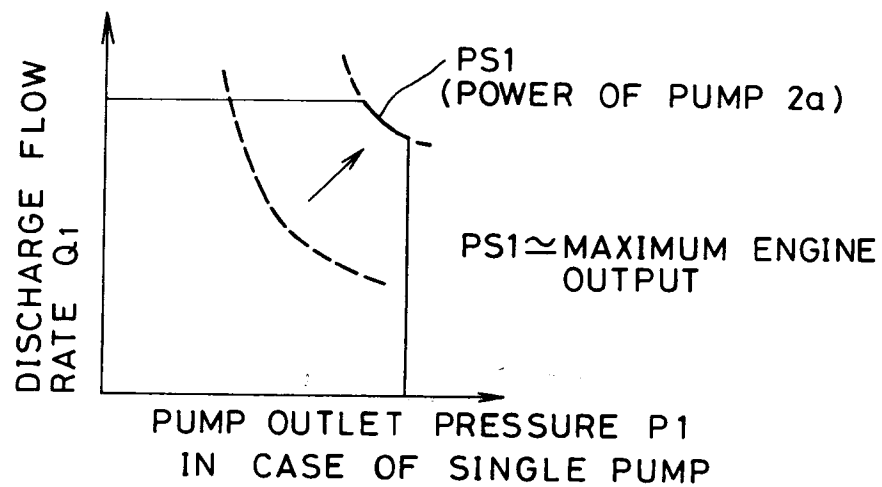 DISCHARGE FLOW
RATE Q1
PS1
(POWER OF PUMP 2a)
PS1≃MAXIMUM ENGINE
OUTPUT
PUMP OUTLET PRESSURE P1
IN CASE OF SINGLE PUMP